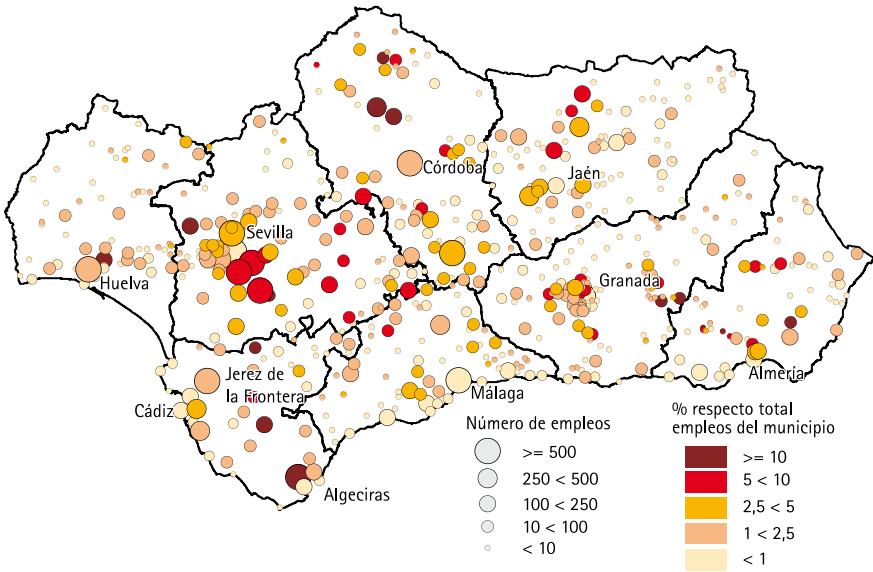 Córdoba
Jaén
Sevilla
Huelva
Granada
Jerez de
la Frontera
Cádiz
Málaga
Almería
Algeciras
Número de empleos
>= 500
250 < 500
100 < 250
10 < 100
< 10
% respecto total
empleos del municipio
>= 10
5 < 10
2,5 < 5
1 < 2,5
< 1